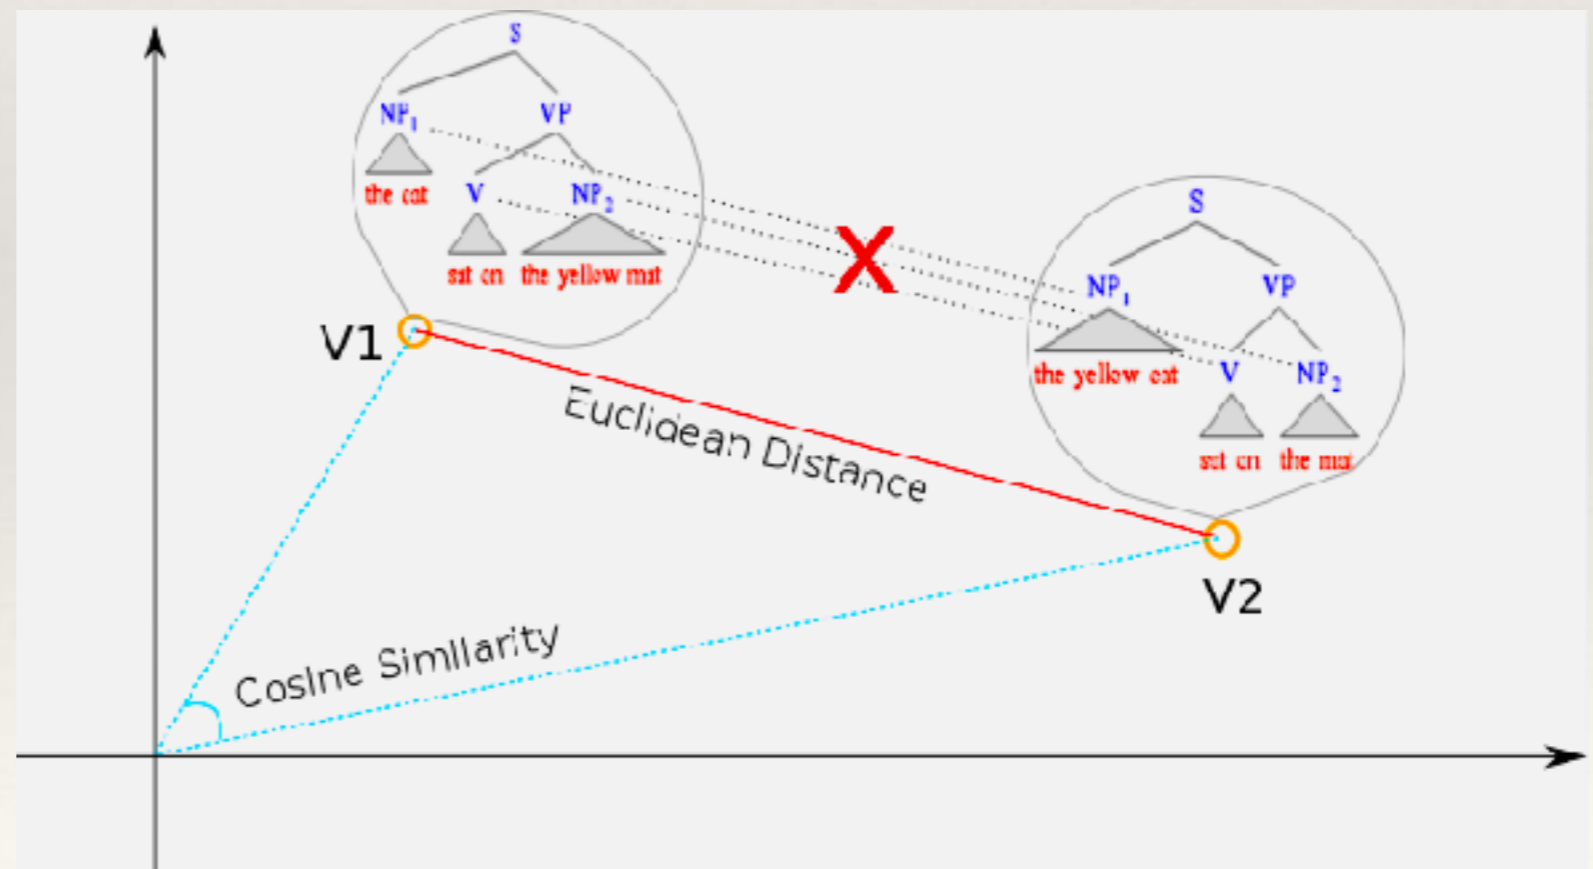 S
NP1 VP
the cat
V NP2
sat on the yellow mat
X
S
NP1 VP
the yellow cat
V NP2
sat on the mat
V1
Euclidean Distance
V2
Cosine Similarity